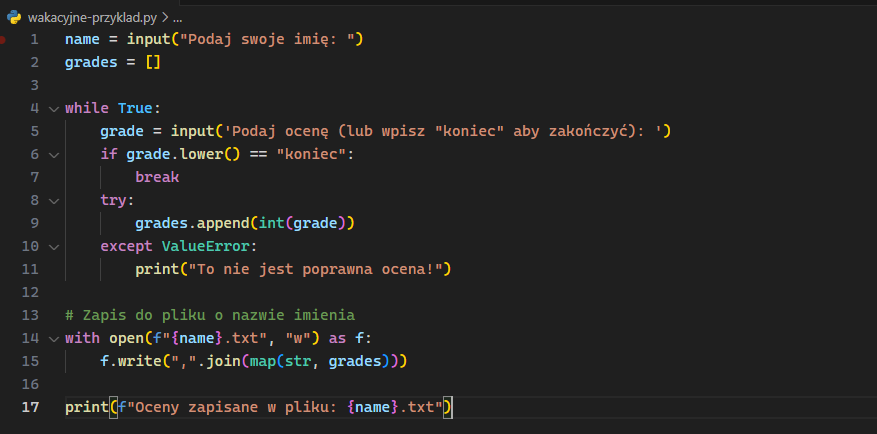 wakacyjne-przyklad.py > ...
1 name = input("Podaj swoje imię: ")
2 grades = []
3
4 while True:
5     grade = input('Podaj ocenę (lub wpisz "koniec" aby zakończyć): ')
6     if grade.lower() == "koniec":
7         break
8     try:
9         grades.append(int(grade))
10     except ValueError:
11         print("To nie jest poprawna ocena!")
12
13 # Zapis do pliku o nazwie imienia
14 with open(f"{name}.txt", "w") as f:
15     f.write(",".join(map(str, grades)))
16
17 print(f"Oceny zapisane w pliku: {name}.txt")